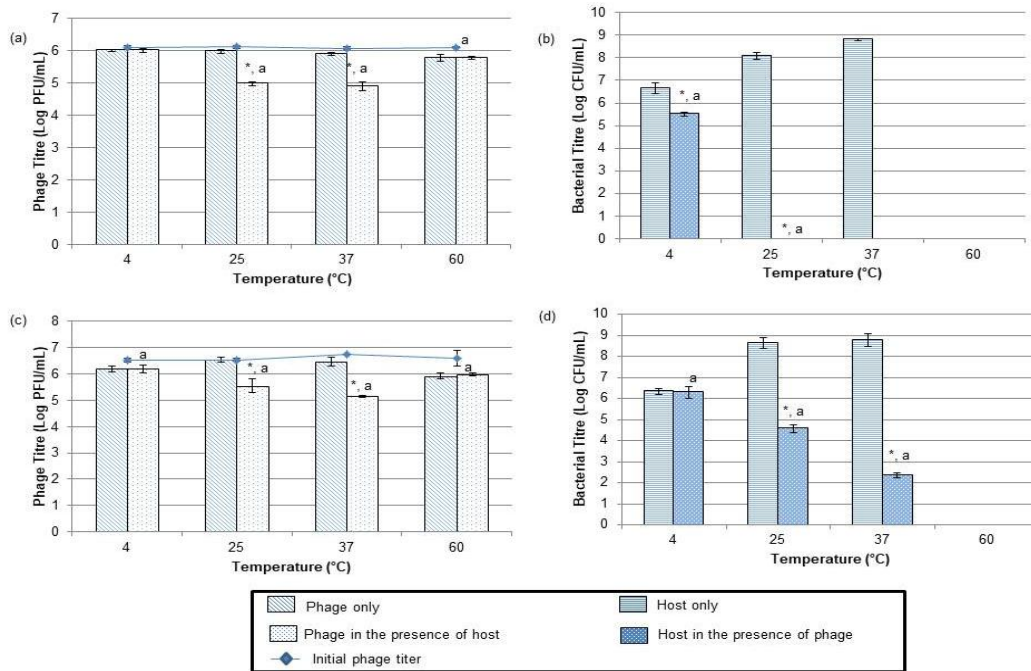 (a)
Phage Titre (Log PFU/mL)
7
6
5
4
3
2
1
0
*, a
*, a
a
4 25 37 60
Temperature (°C)
(b)
Bacterial Titre (Log CFU/mL)
10
9
8
7
6
5
4
3
2
1
0
*, a
*, a
4 25 37 60
Temperature (°C)
(c)
Phage Titre (Log PFU/mL)
8
7
6
5
4
3
2
1
0
a
*, a
*, a
a
4 25 37 60
Temperature (°C)
(d)
Bacterial Titre (Log CFU/mL)
10
9
8
7
6
5
4
3
2
1
0
a
*, a
*, a
4 25 37 60
Temperature (°C)
Phage only
Host only
Phage in the presence of host
Host in the presence of phage
Initial phage titer